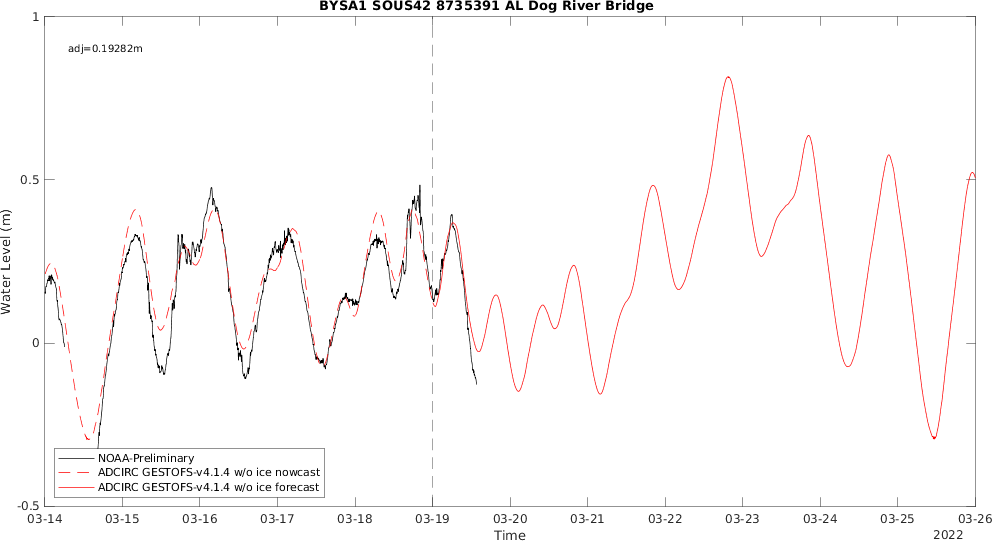 BYSA1 SOUS42 8735391 AL Dog River Bridge
adj=0.19282m
Water Level (m)
1
0.5
0
-0.5
NOAA-Preliminary
ADCIRC GESTOFS-v4.1.4 w/o ice nowcast
ADCIRC GESTOFS-v4.1.4 w/o ice forecast
03-14 03-15 03-16 03-17 03-18 03-19 03-20 03-21 03-22 03-23 03-24 03-25 03-26
Time
2022